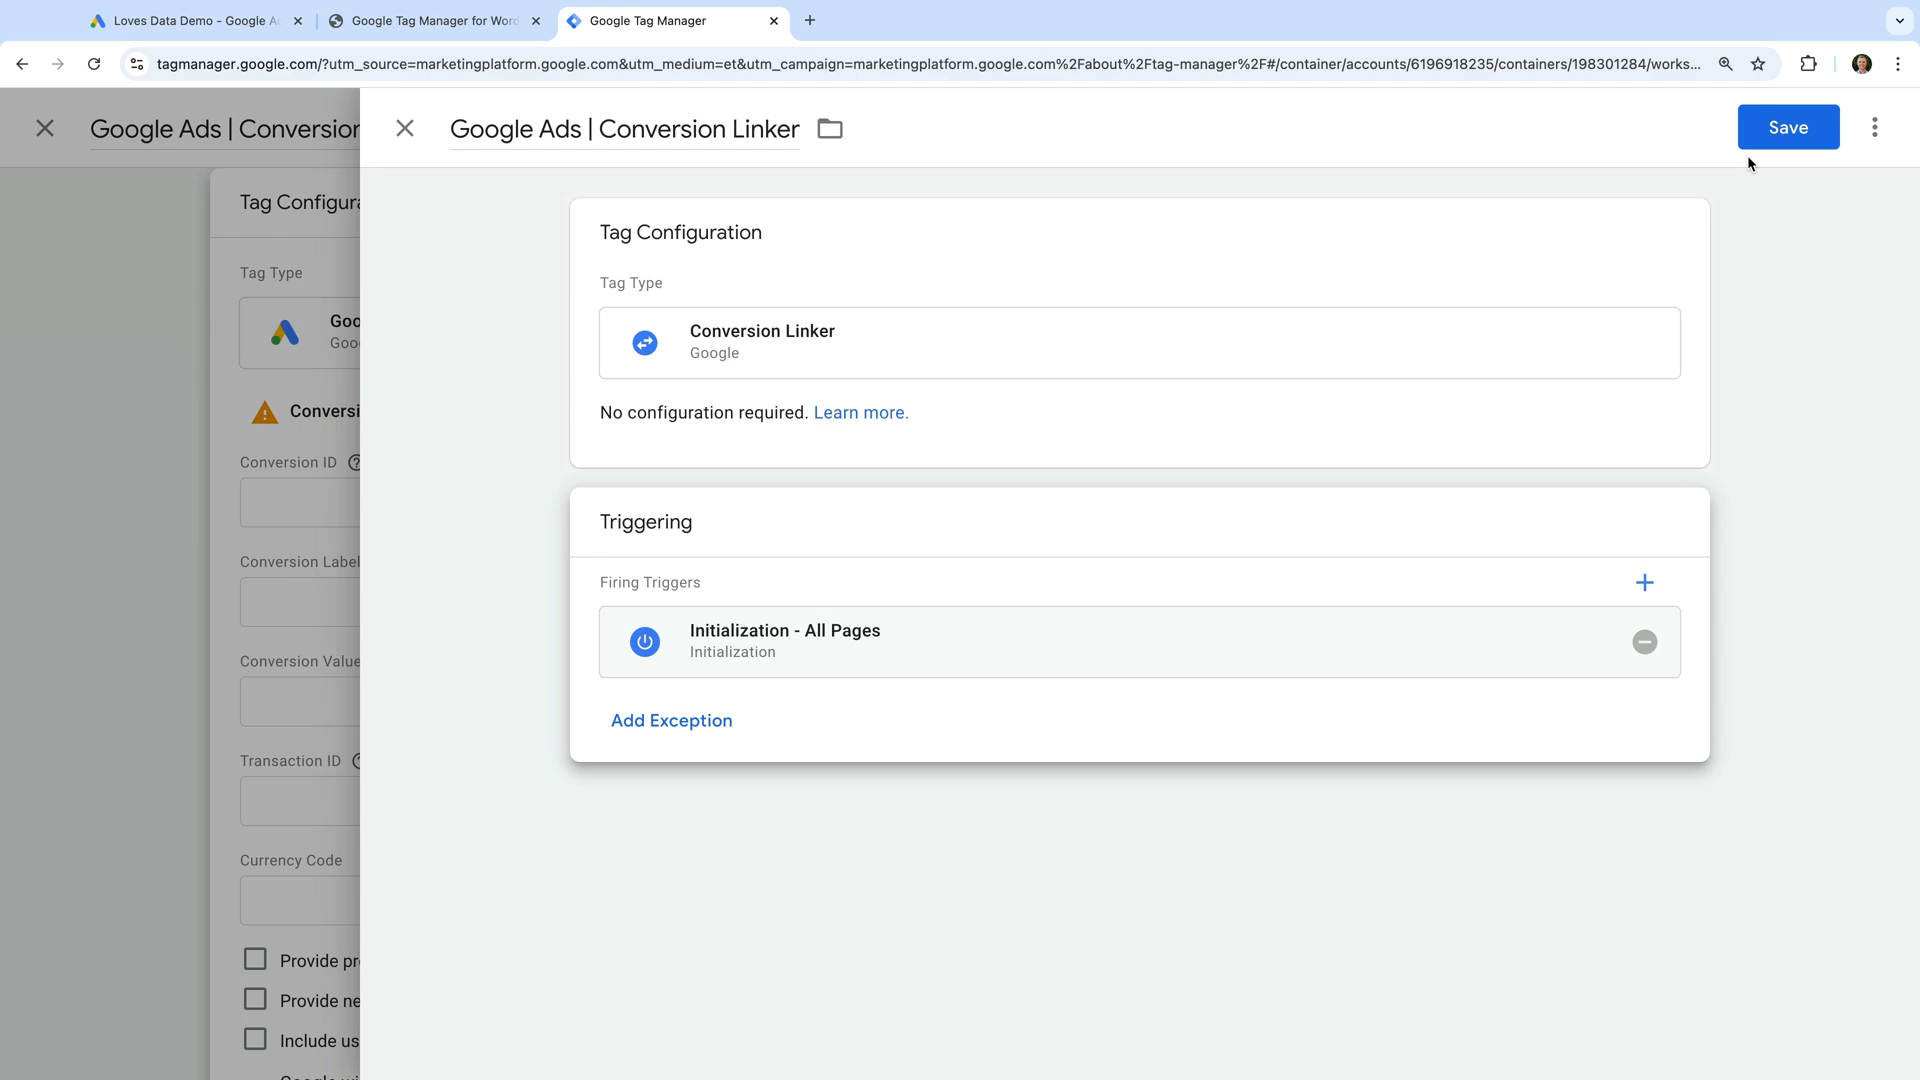 Loves Data Demo - Google A
Google Tag Manager for Wor
Google Tag Manager
tagmanager.google.com/?utm_source=marketingplatform.google.com&utm_medium=et&utm_campaign=marketingplatform.google.com%2Fabout%2Ftag-manager%2F#/container/accounts/6196918235/containers/198301284/works...
Google Ads | Conversion
Google Ads | Conversion Linker
Save
Tag Configura
Tag Type
Goo
Goo
Conversi
Conversion ID
Conversion Label
Conversion Value
Transaction ID
Currency Code
Provide pr
Provide ne
Include us
Tag Configuration
Tag Type
Conversion Linker
Google
No configuration required. Learn more.
Triggering
Firing Triggers
Initialization - All Pages
Initialization
Add Exception